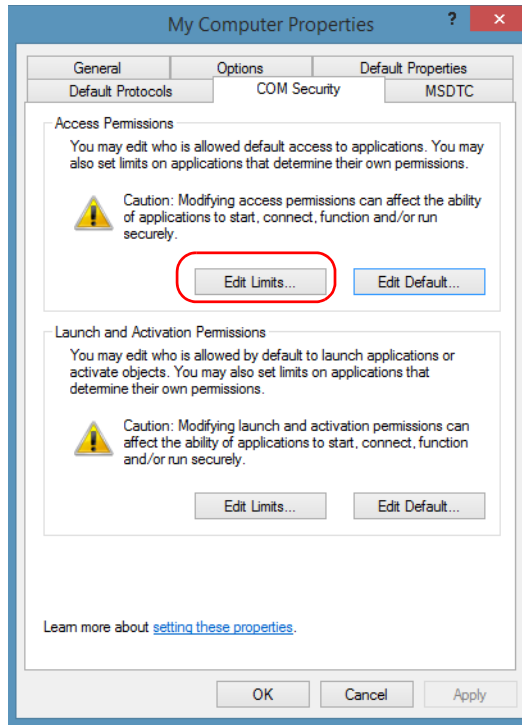 My Computer Properties ? ×
General Options Default Properties
Default Protocols COM Security MSDTC
Access Permissions
You may edit who is allowed default access to applications. You may
also set limits on applications that determine their own permissions.
Caution: Modifying access permissions can affect the ability
of applications to start, connect, function and/or run
securely.
Edit Limits... Edit Default...
Launch and Activation Permissions
You may edit who is allowed by default to launch applications or
activate objects. You may also set limits on applications that
determine their own permissions.
Caution: Modifying launch and activation permissions can
affect the ability of applications to start, connect, function
and/or run securely.
Edit Limits... Edit Default...
Learn more about setting these properties.
OK Cancel Apply